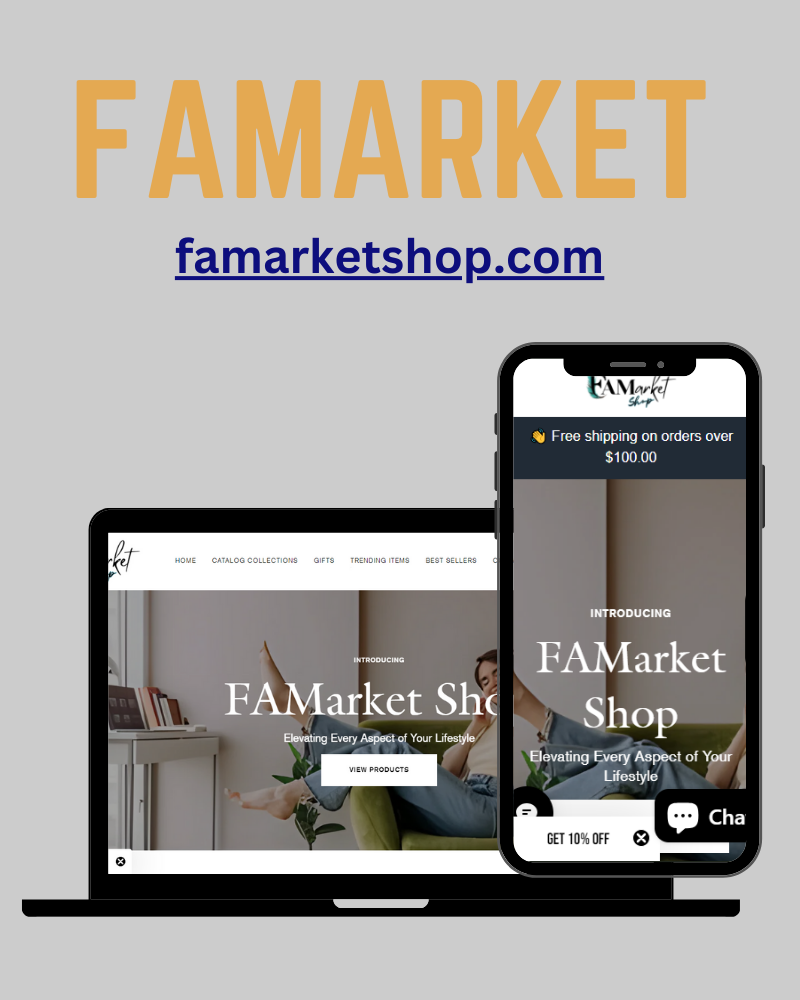 FAMARKET
famarketshop.com
FAMarket
Shop
👋 Free shipping on orders over
$100.00
INTRODUCING
FAMarket
Shop
Elevating Every Aspect of Your
Lifestyle
GET 10% OFF
Cha
HOME CATALOG COLLECTIONS GIFTS TRENDING ITEMS BEST SELLERS C
INTRODUCING
FAMarket Sho
Elevating Every Aspect of Your Lifestyle
VIEW PRODUCTS